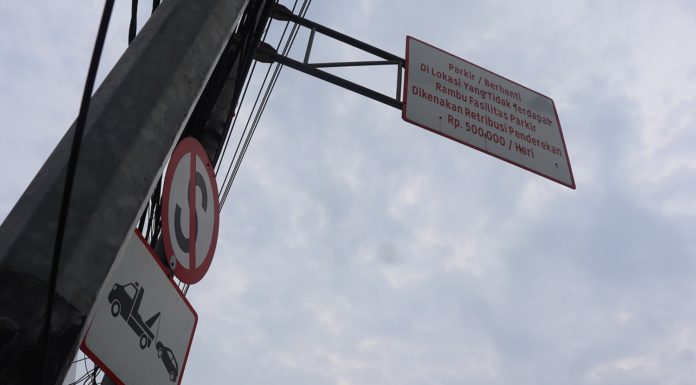 Parkir / Berhenti
Di Lokasi Yang Tidak Terdapat
Rambu Fasilitas Parkir
Dikenakan Retribusi Penderekan
Rp. 500.000 / Hari
S